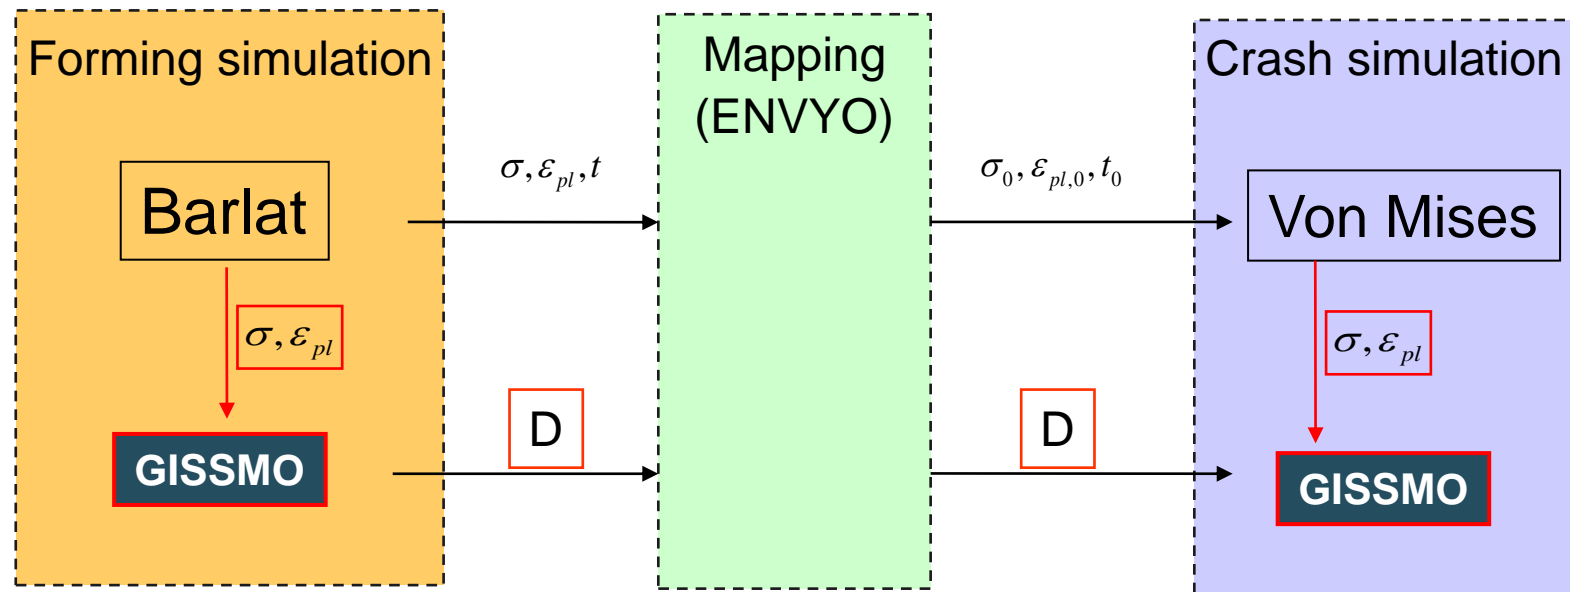 Forming simulation
Barlat
σ, ε_pl
GISSMO
σ, ε_pl, t
D
Mapping
(ENVYO)
σ_0, ε_pl,0, t_0
D
Crash simulation
Von Mises
σ, ε_pl
GISSMO